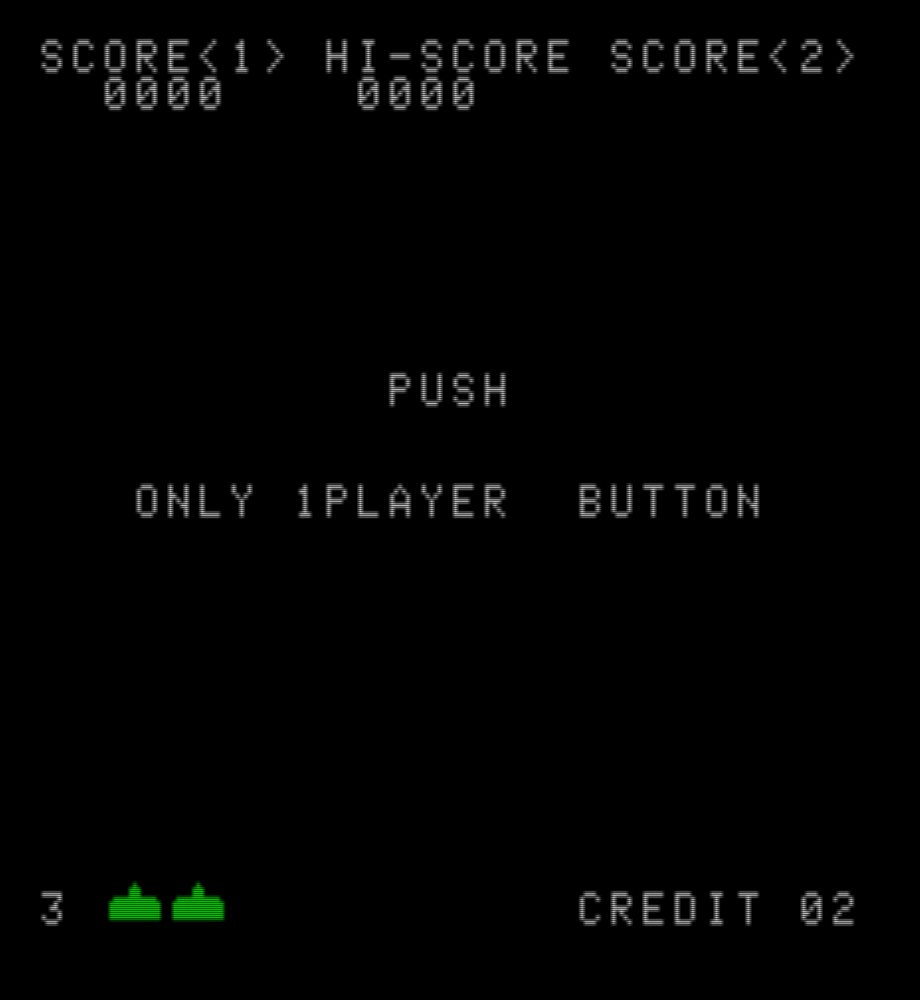 SCORE<1> HI-SCORE SCORE<2>
0000 0000
PUSH
ONLY 1PLAYER BUTTON
3 CREDIT 02